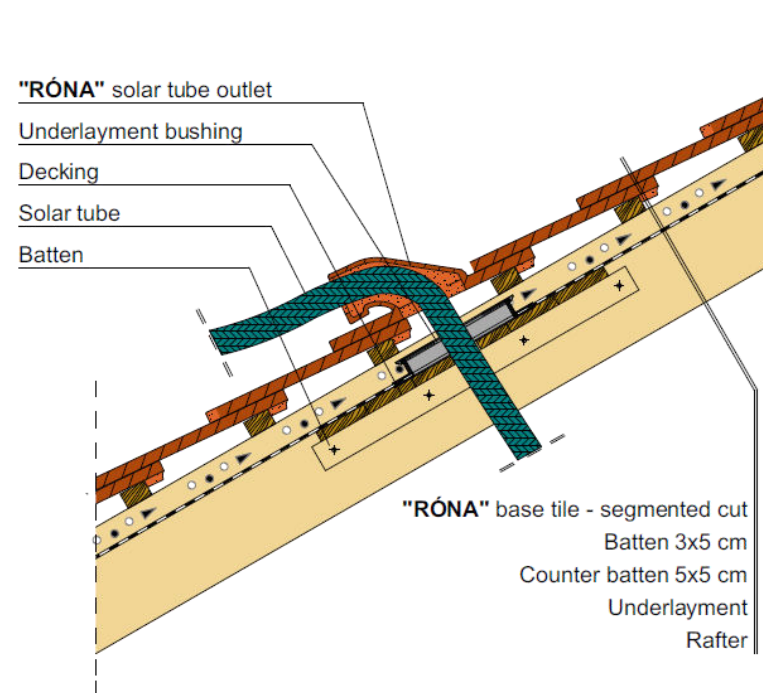 "RÓNA" solar tube outlet
Underlayment bushing
Decking
Solar tube
Batten
"RÓNA" base tile - segmented cut
Batten 3x5 cm
Counter batten 5x5 cm
Underlayment
Rafter